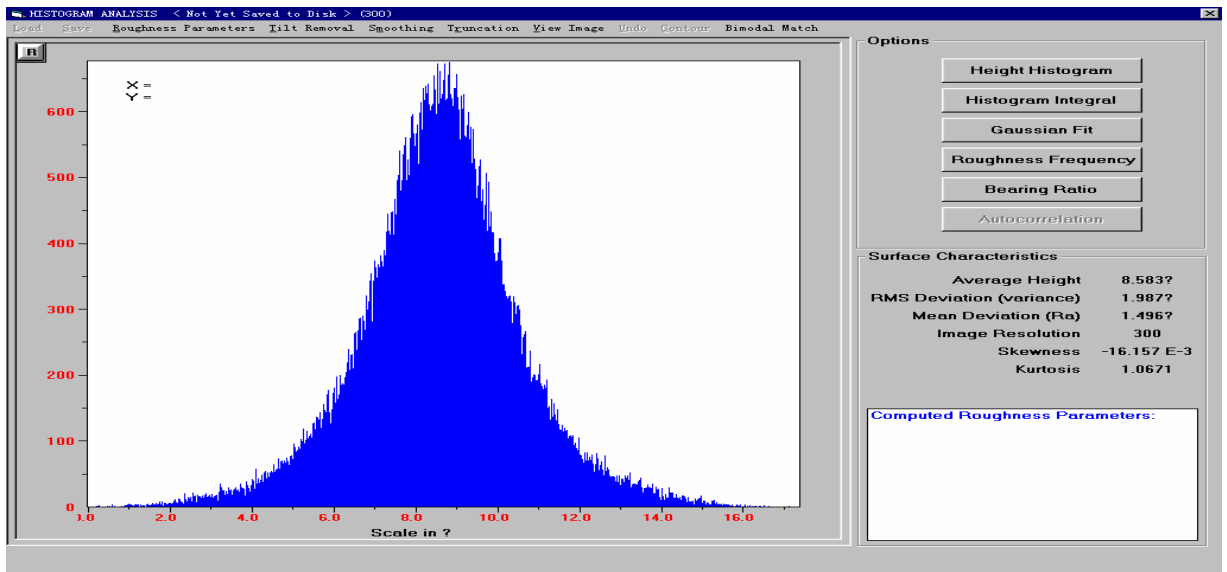 HISTOGRAM ANALYSIS < Not Yet Saved to Disk > (300)
Load Save Roughness Parameters Tilt Removal Smoothing Truncation View Image Undo Contour Bimodal Match
R
X =
Y =
600
500
400
300
200
100
0
0.0 2.0 4.0 6.0 8.0 10.0 12.0 14.0 16.0
Scale in ?
Options
Height Histogram
Histogram Integral
Gaussian Fit
Roughness Frequency
Bearing Ratio
Autocorrelation
Surface Characteristics
Average Height 8.583?
RMS Deviation (variance) 1.987?
Mean Deviation (Ra) 1.496?
Image Resolution 300
Skewness -16.157 E-3
Kurtosis 1.0671
Computed Roughness Parameters: